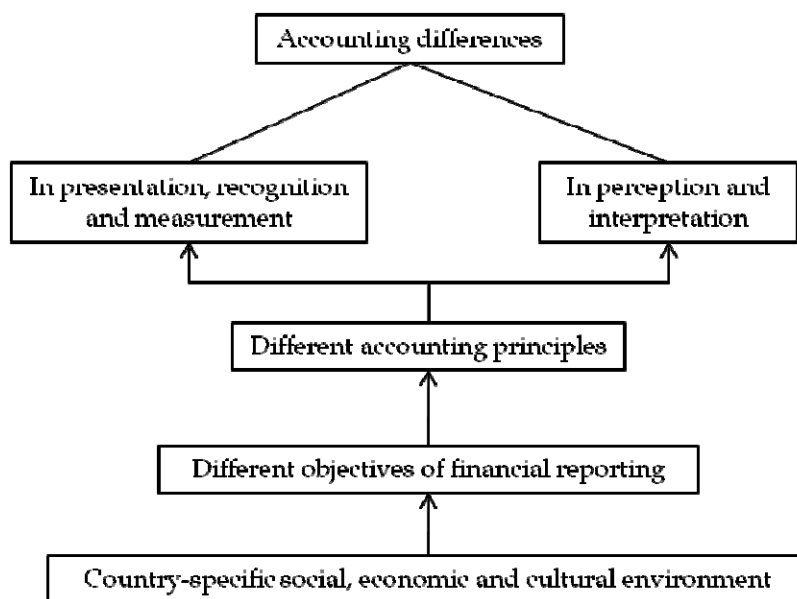 Accounting differences
In presentation, recognition
and measurement
In perception and
interpretation
Different accounting principles
Different objectives of financial reporting
Country-specific social, economic and cultural environment